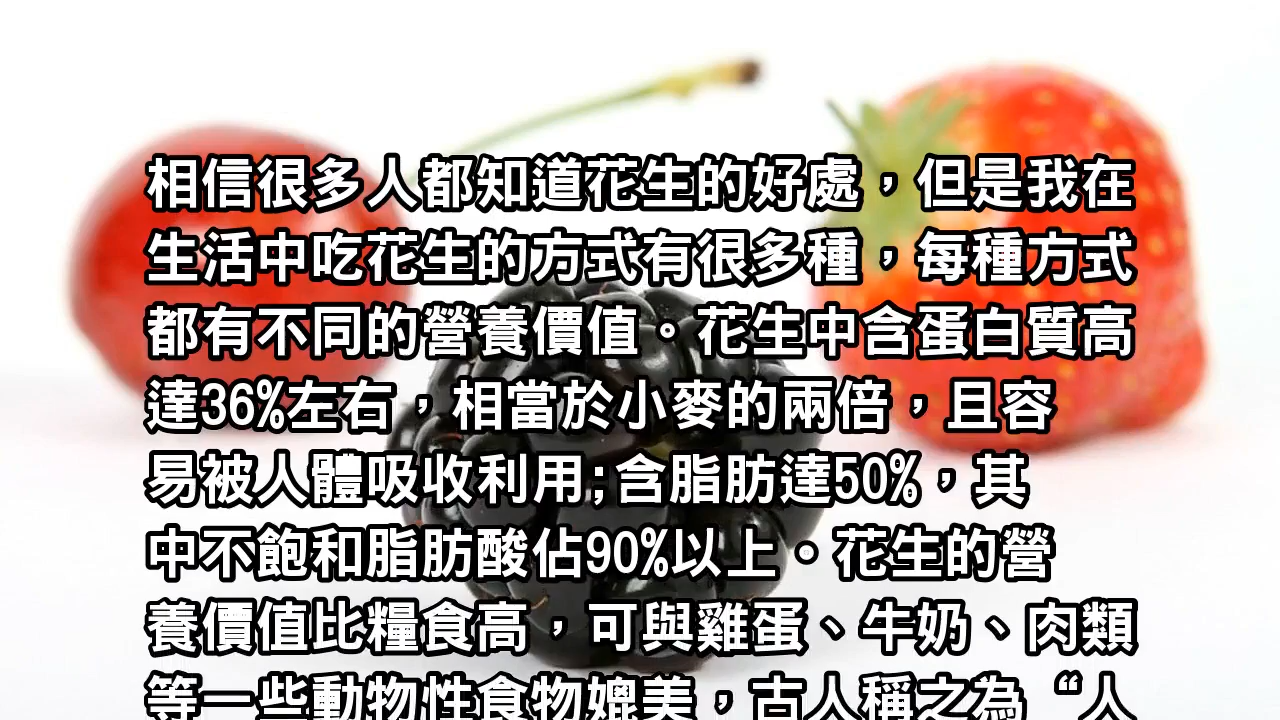 相信很多人都知道花生的好處，但是我在
生活中吃花生的方式有很多種，每種方式
都有不同的營養價值。花生中含蛋白質高
達36%左右，相當於小麥的兩倍，且容
易被人體吸收利用;含脂肪達50%，其
中不飽和脂肪酸佔90%以上。花生的營
養價值比糧食高，可與雞蛋、牛奶、肉類
等一些動物性食物媲美，古人稱之為“人